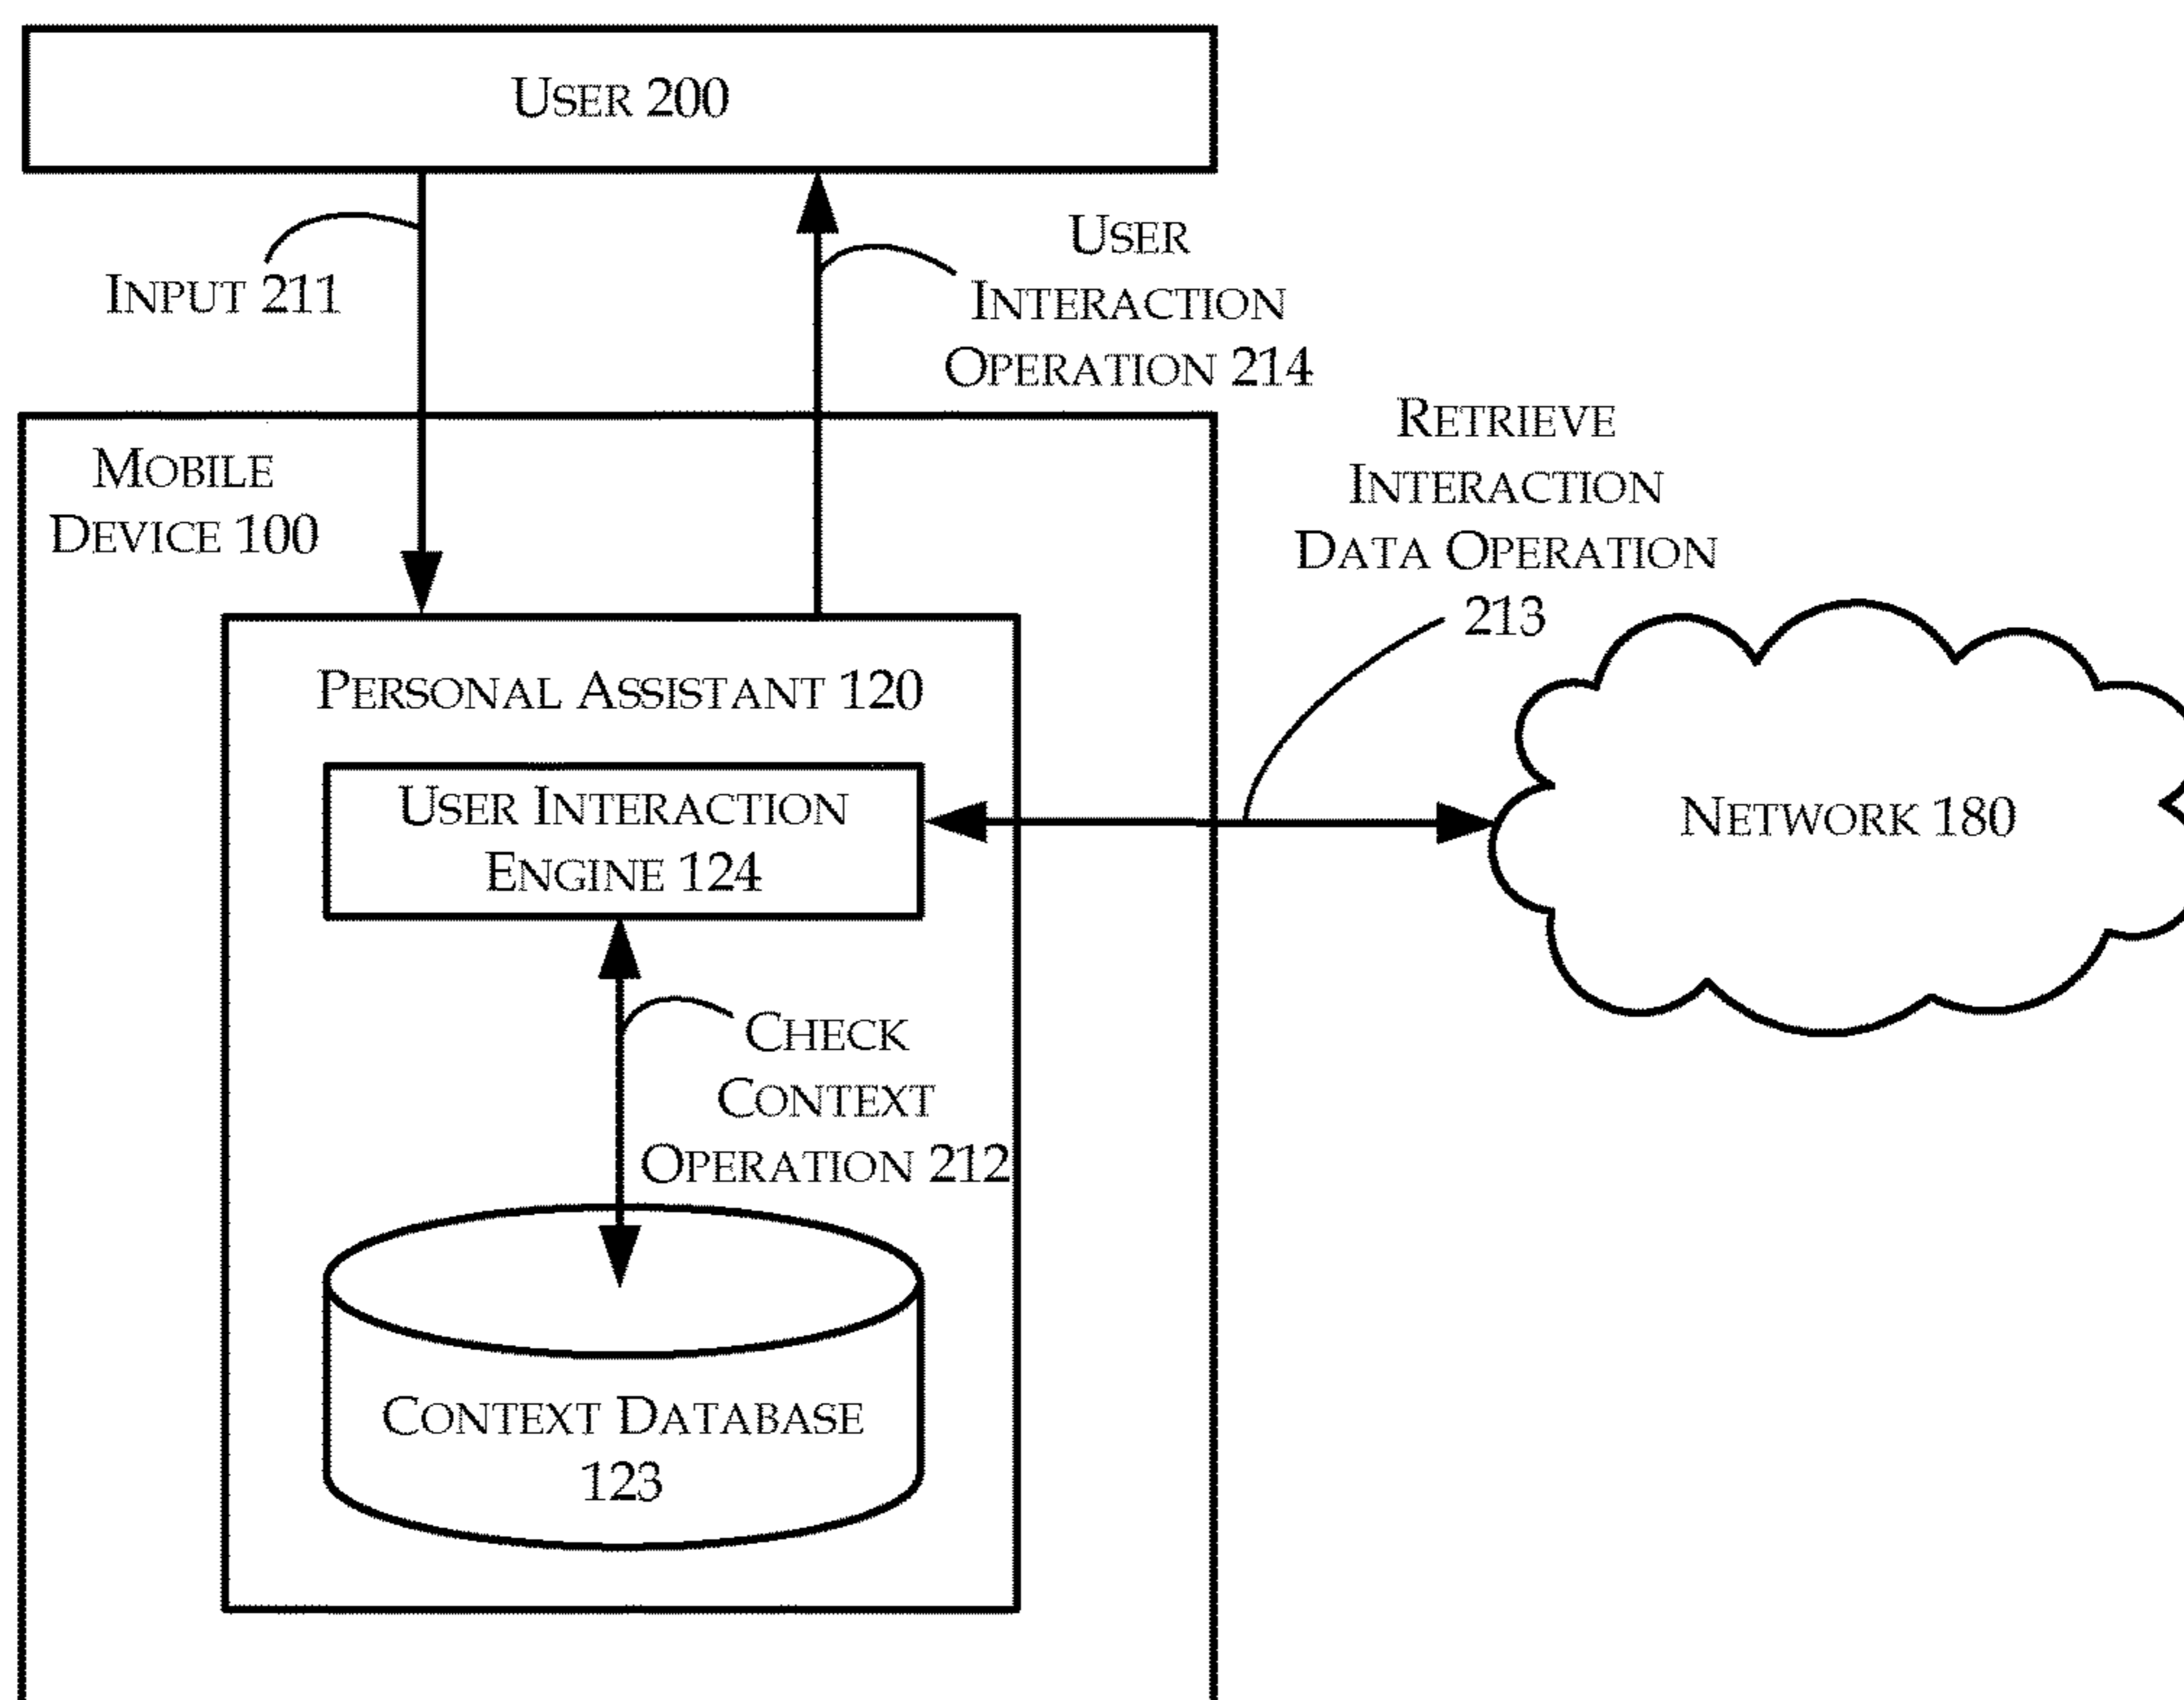 USER 200
INPUT 211
USER
INTERACTION
OPERATION 214
MOBILE
DEVICE 100
RETRIEVE
INTERACTION
DATA OPERATION
213
PERSONAL ASSISTANT 120
USER INTERACTION
ENGINE 124
NETWORK 180
CHECK
CONTEXT
OPERATION 212
CONTEXT DATABASE
123